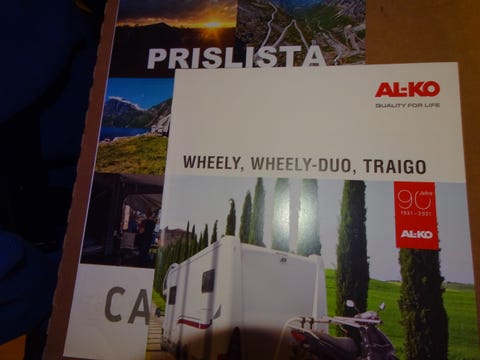 PRISLISTA
AL-KO
QUALITY FOR LIFE
WHEELY, WHEELY-DUO, TRAIGO
90 Jahre
1931 - 2021
AL-KO
CA